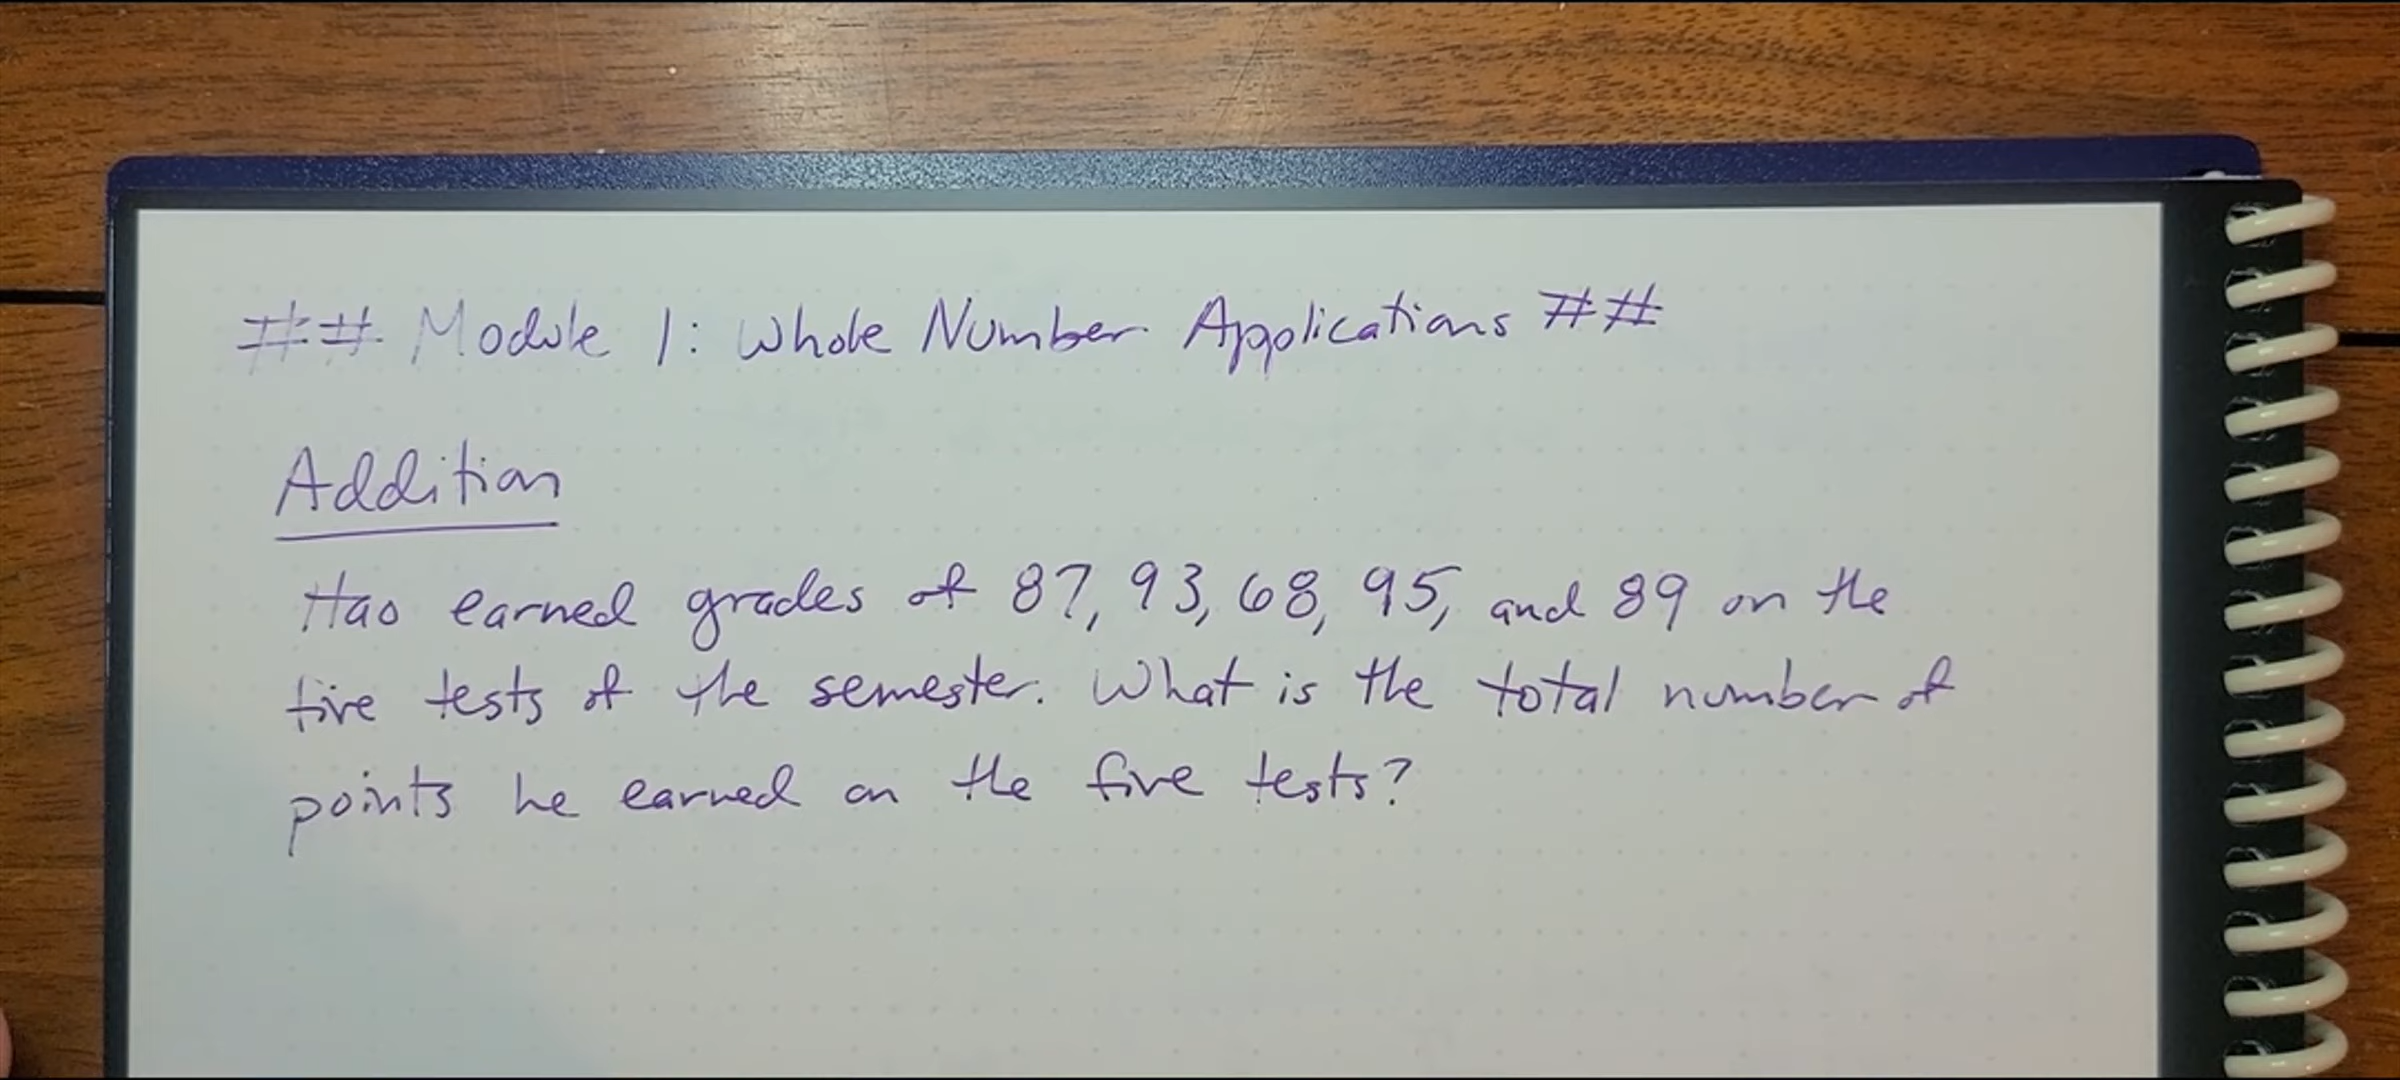 ## Module 1: Whole Number Applications ##
Addition
Hao earned grades of 87, 93, 68, 95, and 89 on the
five tests of the semester. What is the total number of
points he earned on the five tests?